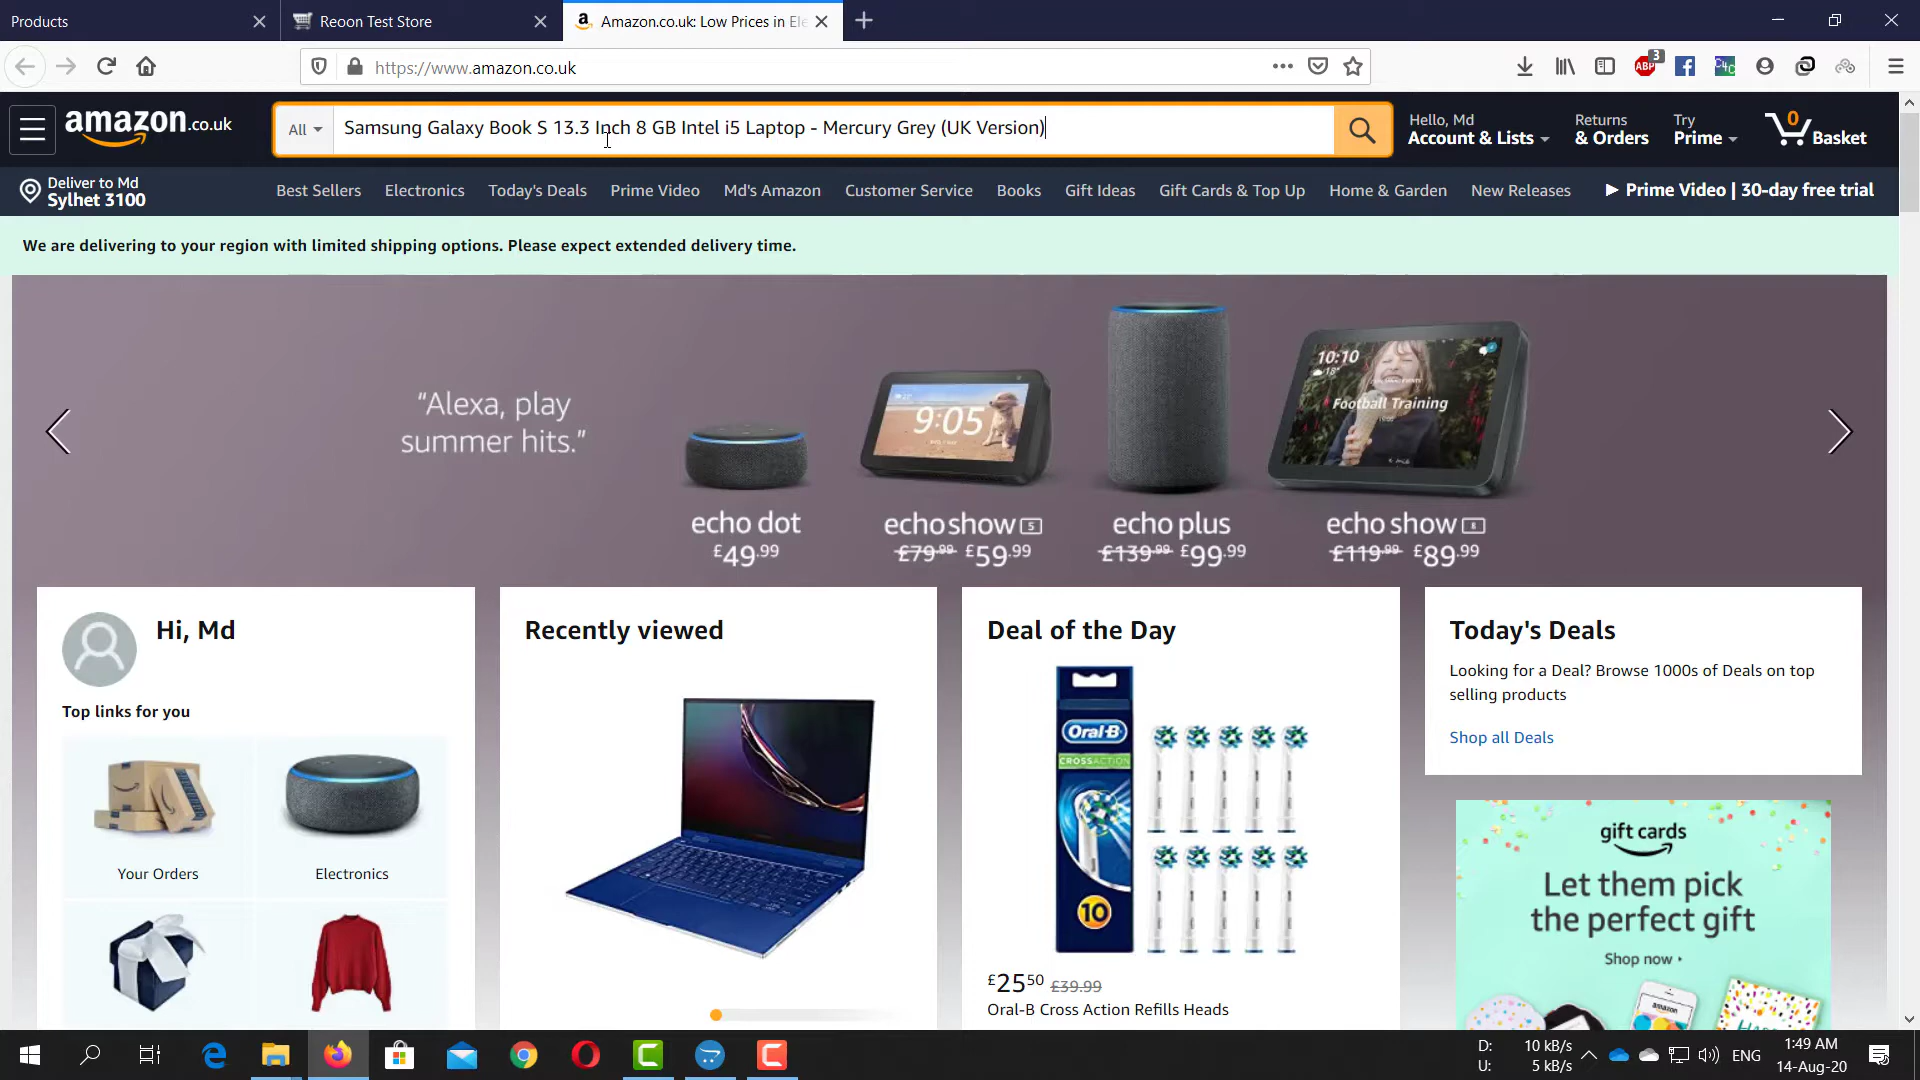 Products
Reoon Test Store
Amazon.co.uk: Low Prices in Ele
https://www.amazon.co.uk
ABP
3
C4C
amazon.co.uk
All
Samsung Galaxy Book S 13.3 Inch 8 GB Intel i5 Laptop - Mercury Grey (UK Version)
Hello, Md
Account & Lists
Returns
& Orders
Try
Prime
0
Basket
Deliver to Md
Sylhet 3100
Best Sellers
Electronics
Today's Deals
Prime Video
Md's Amazon
Customer Service
Books
Gift Ideas
Gift Cards & Top Up
Home & Garden
New Releases
Prime Video | 30-day free trial
We are delivering to your region with limited shipping options. Please expect extended delivery time.
“Alexa, play
summer hits.”
9:05
10:10
Football Training
echo dot
£49.99
echo show 5
£79.99 £59.99
echo plus
£139.99 £99.99
echo show 8
£119.99 £89.99
Hi, Md
Top links for you
Your Orders
Electronics
Recently viewed
Deal of the Day
Oral-B
CROSSACTION
10
£25.50 £39.99
Oral-B Cross Action Refills Heads
Today's Deals
Looking for a Deal? Browse 1000s of Deals on top
selling products
Shop all Deals
gift cards
Let them pick
the perfect gift
Shop now
amazon
D: 10 kB/s
U: 5 kB/s
ENG
1:49 AM
14-Aug-20